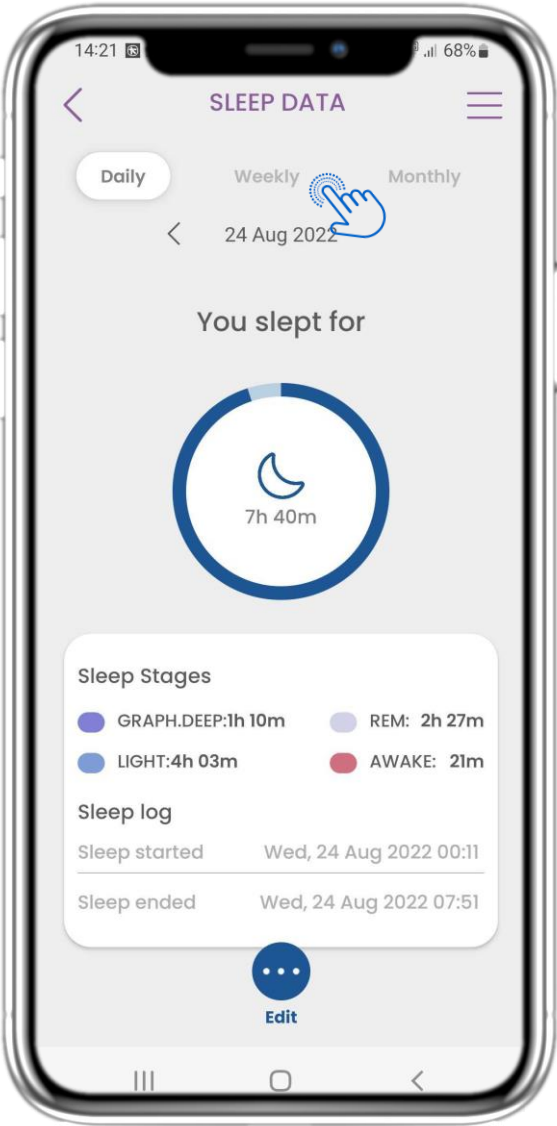 14:21 68%
SLEEP DATA
Daily Weekly Monthly
24 Aug 2022
You slept for
7h 40m
Sleep Stages
GRAPH.DEEP:1h 10m REM: 2h 27m
LIGHT:4h 03m AWAKE: 21m
Sleep log
Sleep started Wed, 24 Aug 2022 00:11
Sleep ended Wed, 24 Aug 2022 07:51
Edit